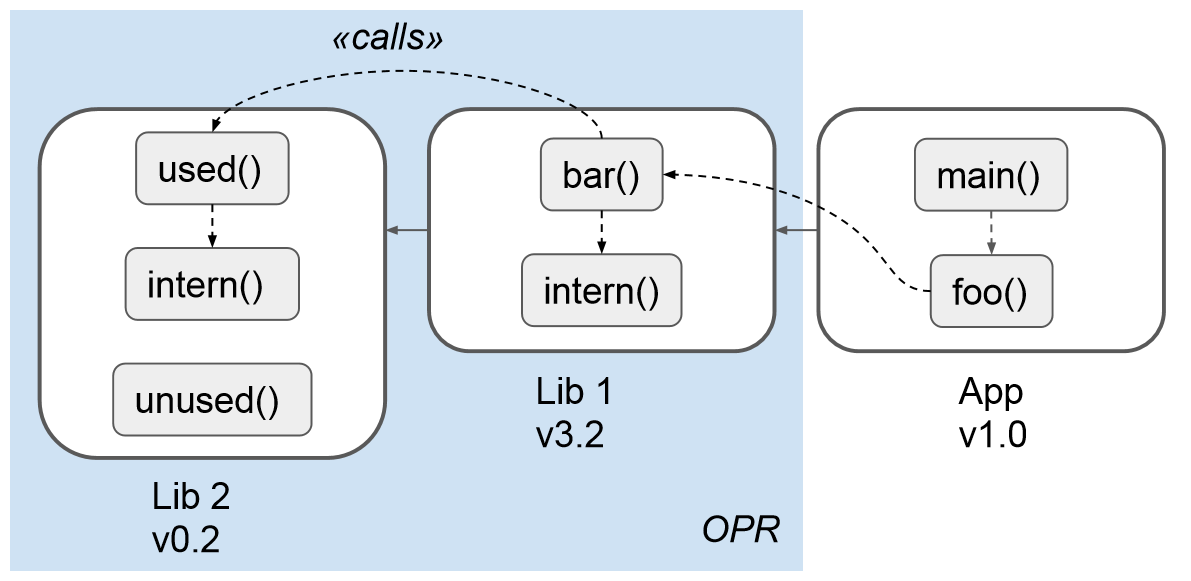 «calls»
used()
intern()
unused()
Lib 2
v0.2
bar()
intern()
Lib 1
v3.2
main()
foo()
App
v1.0
OPR